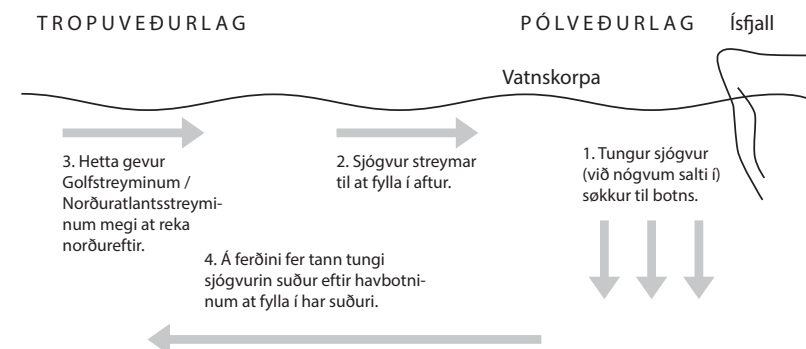 TROPUVEÐURLAG
PÓLVEÐURLAG
Ísfjall
Vatnskorpa
3. Hetta gevur
Golfstreyminum /
Norðuratlantsstreymi-
num megi at reka
norðureftir.
2. Sjógvur streymar
til at fylla í aftur.
1. Tungur sjógvur
(við nógvum salti í)
søkkur til botns.
4. Á ferðini fer tann tungi
sjógvurin suður eftir havbotni-
num at fylla í har suðuri.